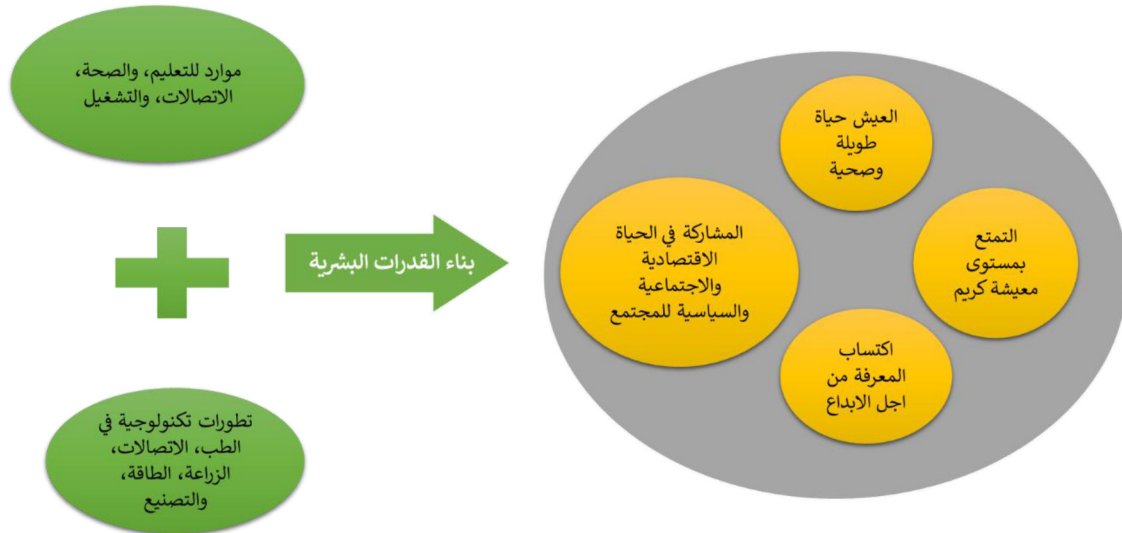 موارد للتعليم، والصحة،
الاتصالات، والتشغيل
تطورات تكنولوجية في
الطب، الاتصالات،
الزراعة، الطاقة،
والتصنيع
بناء القدرات البشرية
العيش حياة
طويلة
وصحية
المشاركة في الحياة
الاقتصادية
والاجتماعية
والسياسية للمجتمع
التمتع
بمستوى
معيشة كريم
اكتساب
المعرفة من
اجل الابداع